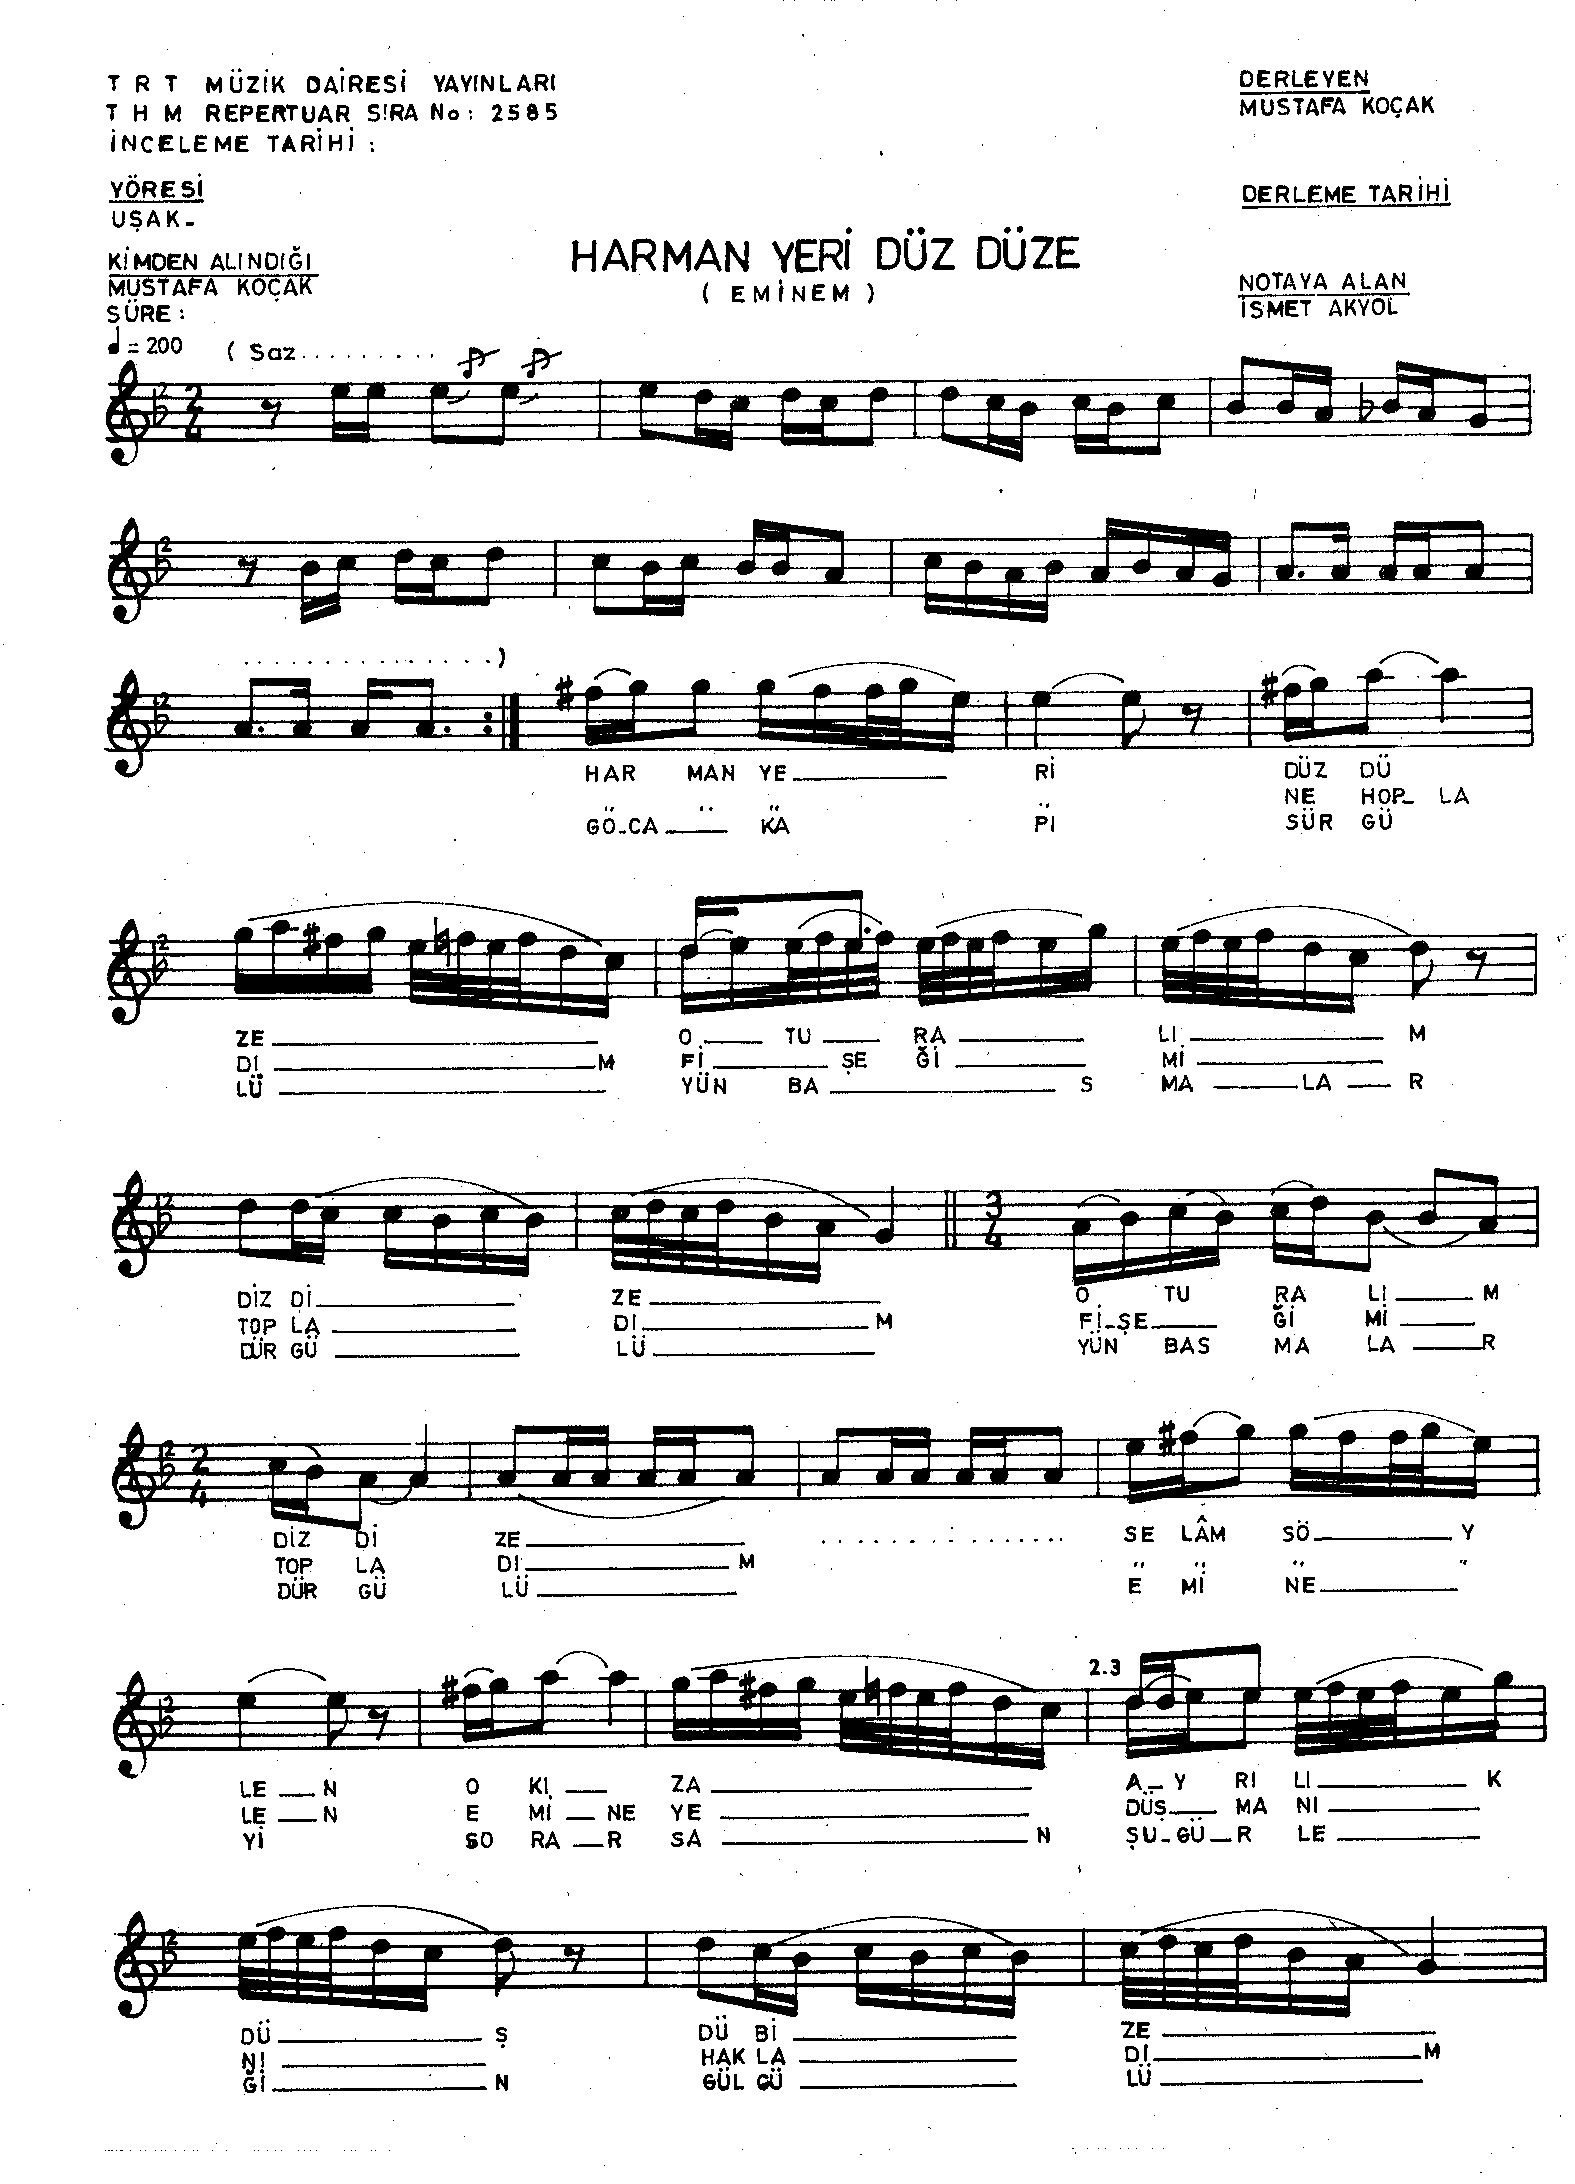 T R T MÜZİK DAİRESİ YAYINLARI
T H M REPERTUAR SIRA No: 2585
İNCELEME TARİHİ :
DERLEYEN
MUSTAFA KOÇAK
YÖRESİ
UŞAK-
DERLEME TARİHİ
KİMDEN ALINDIĞI
MUSTAFA KOÇAK
SÜRE:
HARMAN YERİ DÜZ DÜZE
( EMİNEM )
NOTAYA ALAN
İSMET AKYOL
= 200 ( Saz . . . . . . . . .
2
4
. . . . . . . . . . . . . . . )
HAR MAN YE Rİ DÜZ DÜ
NE HOP- LA
GÖ-CA " KA " PI SÜR GÜ
ZE O TU RA LI M
DI M Fİ ŞE Ğİ Mİ
LÜ YÜN BA S MA LA R
3
4
DİZ Dİ ZE O TU RA LI M
TOP LA DI M Fİ-ŞE Ğİ Mİ
DÜR GÜ LÜ YÜN BAS MA LA R
2
4
DİZ Dİ ZE . . . . . . . . . . SE LÂM SÖ Y
TOP LA DI M " " " "
DÜR GÜ LÜ E Mİ NE
2.3
LE N O KI ZA A Y RI LI K
LE N E Mİ NE YE DÜŞ MA NI
Yİ SO RA R SA N ŞU-GÜ R LE
DÜ Ş DÜ Bİ ZE
NI HAK LA DI M
Ğİ N GÜL GÜ LÜ